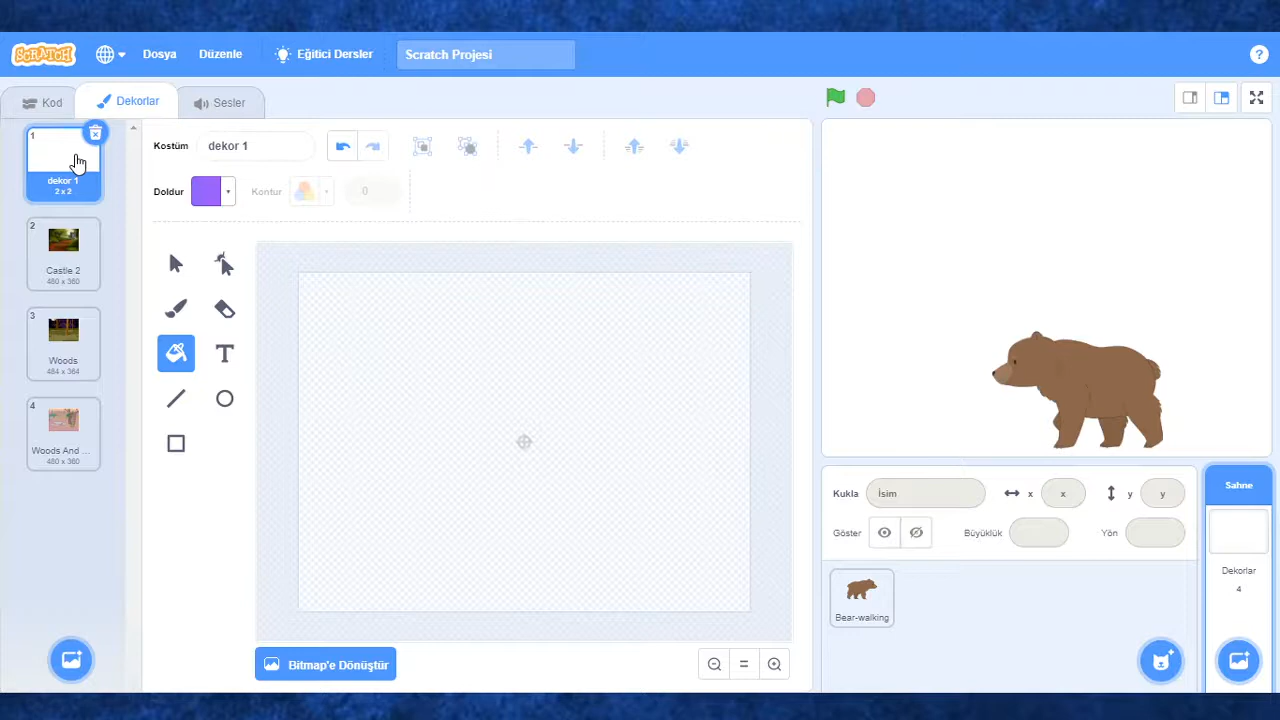 SCRATCH Dosya Düzenle Eğitici Dersler Scratch Projesi ?
Kod Dekorlar Sesler
1
dekor 1
2 x 2
2
Castle 2
480 x 360
3
Woods
484 x 364
4
Woods And ...
480 x 360
Kostüm dekor 1
Doldur Kontur 0
T
Bitmap'e Dönüştür
Kukla İsim x x y y
Göster Büyüklük Yön
Bear-walking
Sahne
Dekorlar
4